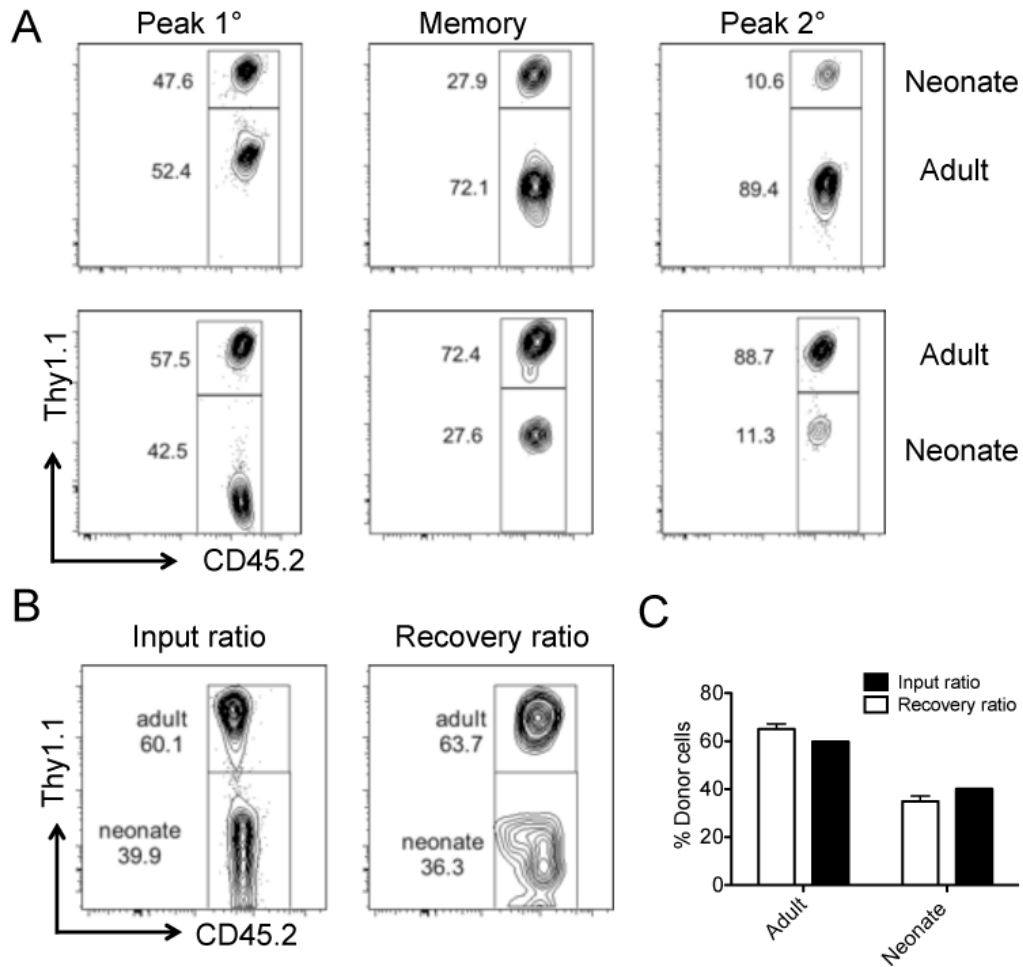 A
Peak 1°
Memory
Peak 2°
47.6
52.4
27.9
72.1
10.6
89.4
Neonate
Adult
57.5
42.5
72.4
27.6
88.7
11.3
Adult
Neonate
Thy1.1
CD45.2
B
Input ratio
Recovery ratio
adult
60.1
neonate
39.9
adult
63.7
neonate
36.3
Thy1.1
CD45.2
C
Input ratio
Recovery ratio
% Donor cells
80
60
40
20
0
Adult
Neonate